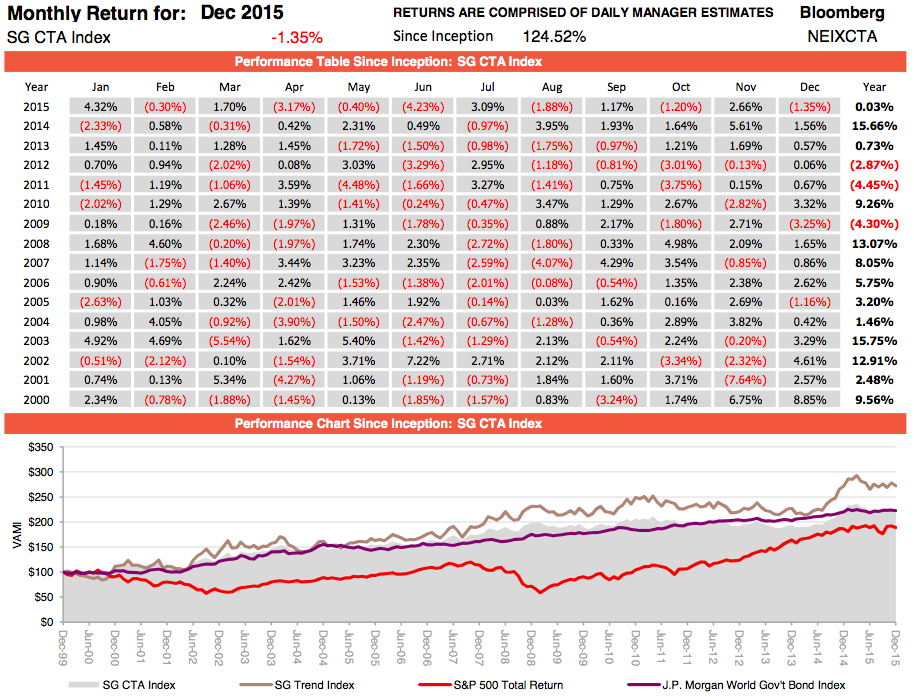 Monthly Return for: Dec 2015 RETURNS ARE COMPRISED OF DAILY MANAGER ESTIMATES Bloomberg
SG CTA Index -1.35% Since Inception 124.52% NEIXCTA
Performance Table Since Inception: SG CTA Index
Year Jan Feb Mar Apr May Jun Jul Aug Sep Oct Nov Dec Year
2015 4.32% (0.30%) 1.70% (3.17%) (0.40%) (4.23%) 3.09% (1.88%) 1.17% (1.20%) 2.66% (1.35%) 0.03%
2014 (2.33%) 0.58% (0.31%) 0.42% 2.31% 0.49% (0.97%) 3.95% 1.93% 1.64% 5.61% 1.56% 15.66%
2013 1.45% 0.11% 1.28% 1.45% (1.72%) (1.50%) (0.98%) (1.75%) (0.97%) 1.21% 1.69% 0.57% 0.73%
2012 0.70% 0.94% (2.02%) 0.08% 3.03% (3.29%) 2.95% (1.18%) (0.81%) (3.01%) (0.13%) 0.06% (2.87%)
2011 (1.45%) 1.19% (1.06%) 3.59% (4.48%) (1.66%) 3.27% (1.41%) 0.75% (3.75%) 0.15% 0.67% (4.45%)
2010 (2.02%) 1.29% 2.67% 1.39% (1.41%) (0.24%) (0.47%) 3.47% 1.29% 2.67% (2.82%) 3.32% 9.26%
2009 0.18% 0.16% (2.46%) (1.97%) 1.31% (1.78%) (0.35%) 0.88% 2.17% (1.80%) 2.71% (3.25%) (4.30%)
2008 1.68% 4.60% (0.20%) (1.97%) 1.74% 2.30% (2.72%) (1.80%) 0.33% 4.98% 2.09% 1.65% 13.07%
2007 1.14% (1.75%) (1.40%) 3.44% 3.23% 2.35% (2.59%) (4.07%) 4.29% 3.54% (0.85%) 0.86% 8.05%
2006 0.90% (0.61%) 2.24% 2.42% (1.53%) (1.38%) (2.01%) (0.08%) (0.54%) 1.35% 2.38% 2.62% 5.75%
2005 (2.63%) 1.03% 0.32% (2.01%) 1.46% 1.92% (0.14%) 0.03% 1.62% 0.16% 2.69% (1.16%) 3.20%
2004 0.98% 4.05% (0.92%) (3.90%) (1.50%) (2.47%) (0.67%) (1.28%) 0.36% 2.89% 3.82% 0.42% 1.46%
2003 4.92% 4.69% (5.54%) 1.62% 5.40% (1.42%) (1.29%) 2.13% (0.54%) 2.24% (0.20%) 3.29% 15.75%
2002 (0.51%) (2.12%) 0.10% (1.54%) 3.71% 7.22% 2.71% 2.12% 2.11% (3.34%) (2.32%) 4.61% 12.91%
2001 0.74% 0.13% 5.34% (4.27%) 1.06% (1.19%) (0.73%) 1.84% 1.60% 3.71% (7.64%) 2.57% 2.48%
2000 2.34% (0.78%) (1.88%) (1.45%) 0.13% (1.85%) (1.57%) 0.83% (3.24%) 1.74% 6.75% 8.85% 9.56%
Performance Chart Since Inception: SG CTA Index
$350
$300
$250
$200
$150
$100
$50
$0
VAMI
Dec-99 Jun-00 Dec-00 Jun-01 Dec-01 Jun-02 Dec-02 Jun-03 Dec-03 Jun-04 Dec-04 Jun-05 Dec-05 Jun-06 Dec-06 Jun-07 Dec-07 Jun-08 Dec-08 Jun-09 Dec-09 Jun-10 Dec-10 Jun-11 Dec-11 Jun-12 Dec-12 Jun-13 Dec-13 Jun-14 Dec-14 Jun-15 Dec-15
SG CTA Index SG Trend Index S&P 500 Total Return J.P. Morgan World Gov't Bond Index